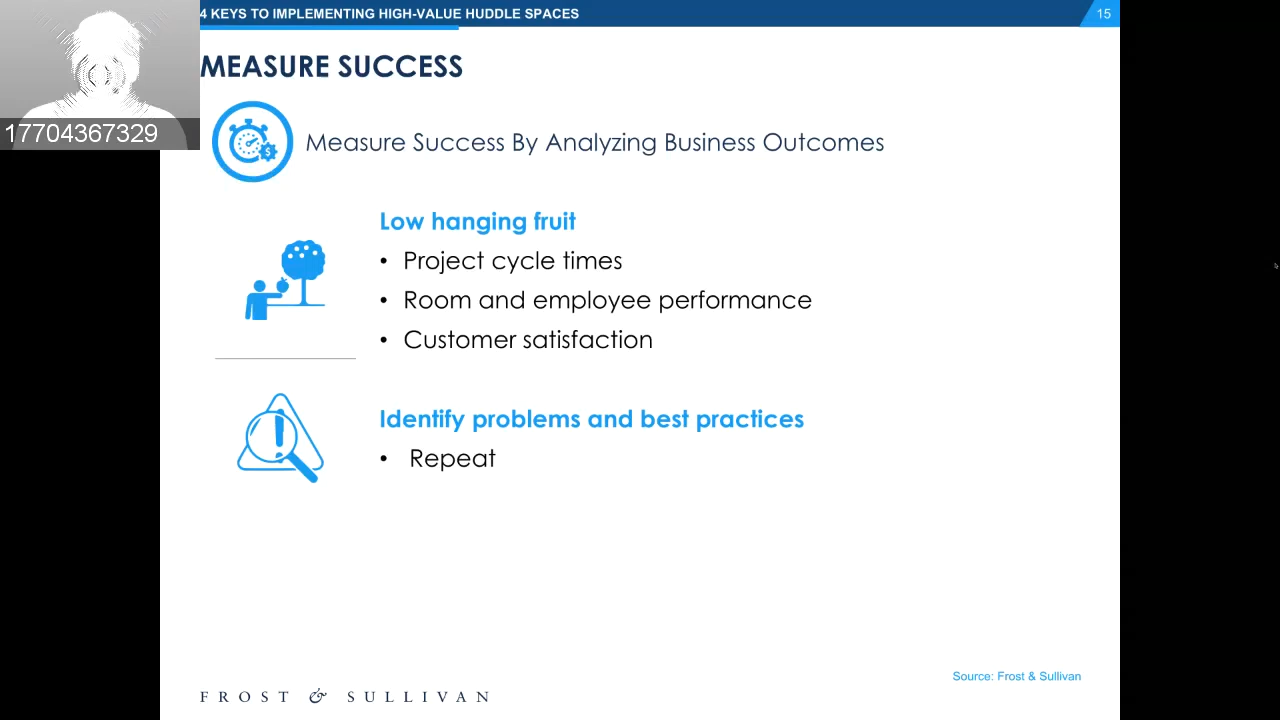 4 KEYS TO IMPLEMENTING HIGH-VALUE HUDDLE SPACES
15
17704367329
MEASURE SUCCESS
Measure Success By Analyzing Business Outcomes
Low hanging fruit
• Project cycle times
• Room and employee performance
• Customer satisfaction
Identify problems and best practices
• Repeat
Source: Frost & Sullivan
FROST & SULLIVAN